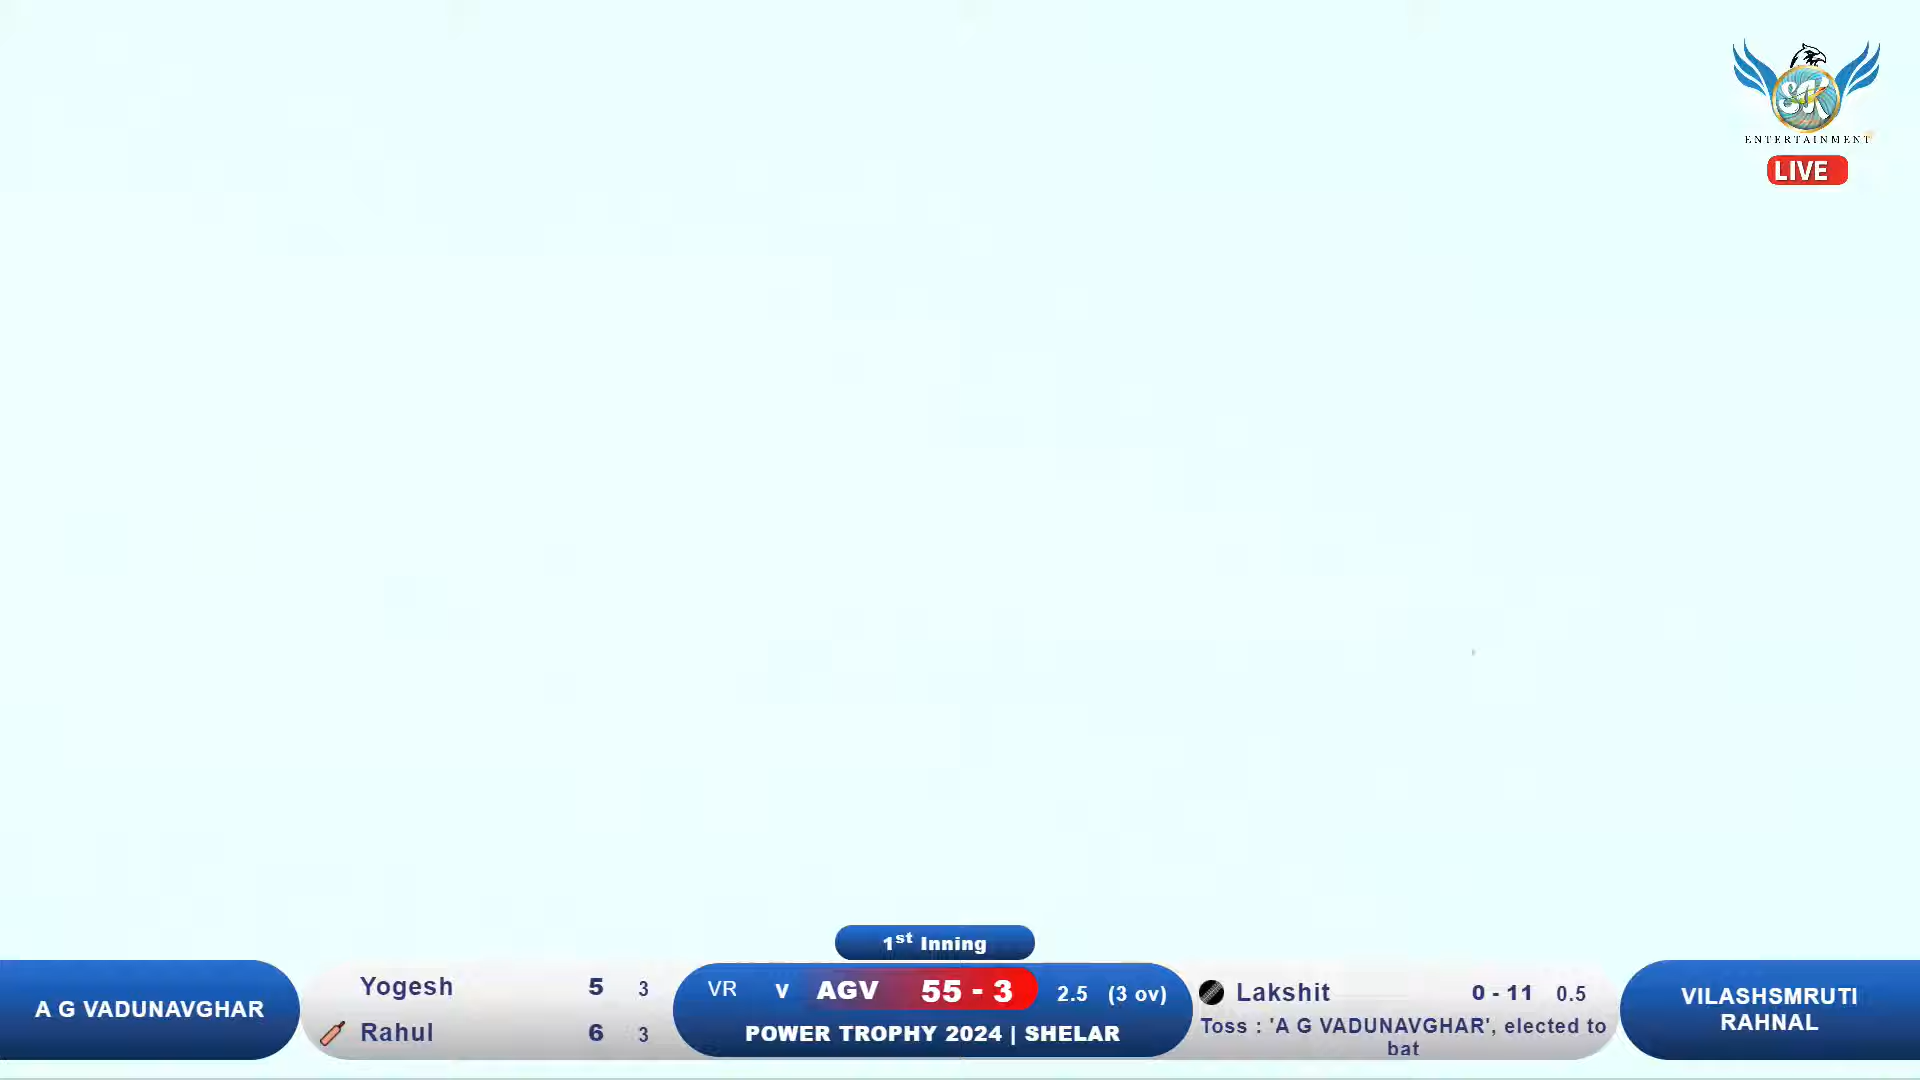 SR
ENTERTAINMENT
LIVE
1st Inning
A G VADUNAVGHAR
Yogesh 5 3
Rahul 6 3
VR v AGV 55 - 3 2.5 (3 ov)
POWER TROPHY 2024 | SHELAR
Lakshit 0 - 11 0.5
Toss : 'A G VADUNAVGHAR', elected to
bat
VILASHSMRUTI
RAHNAL